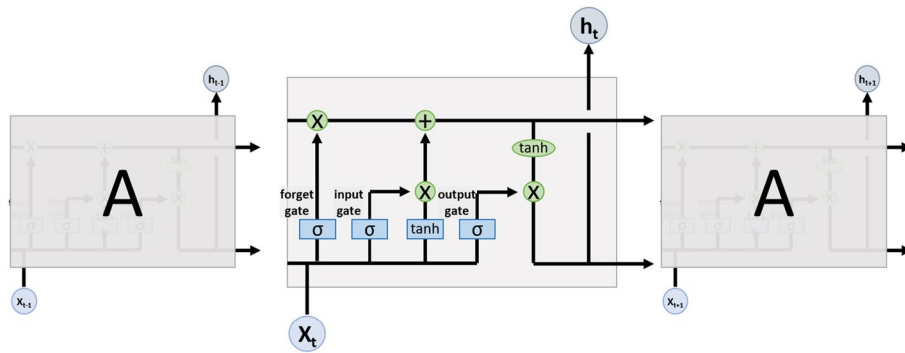 hₜ
hₜ₋₁
hₜ₊₁
X
+
tanh
A
forget
gate
input
gate
X
output
gate
X
A
σ
σ
tanh
σ
Xₜ₋₁
Xₜ
Xₜ₊₁